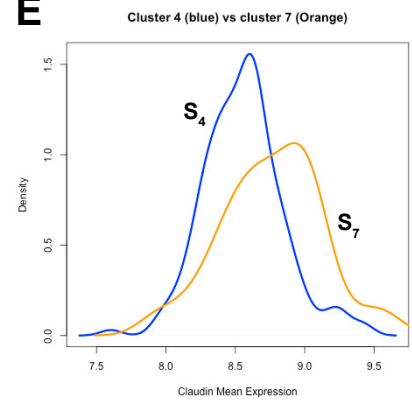 E
Cluster 4 (blue) vs cluster 7 (Orange)
1.5
1.0
0.5
0.0
Density
S4
S7
7.5 8.0 8.5 9.0 9.5
Claudin Mean Expression